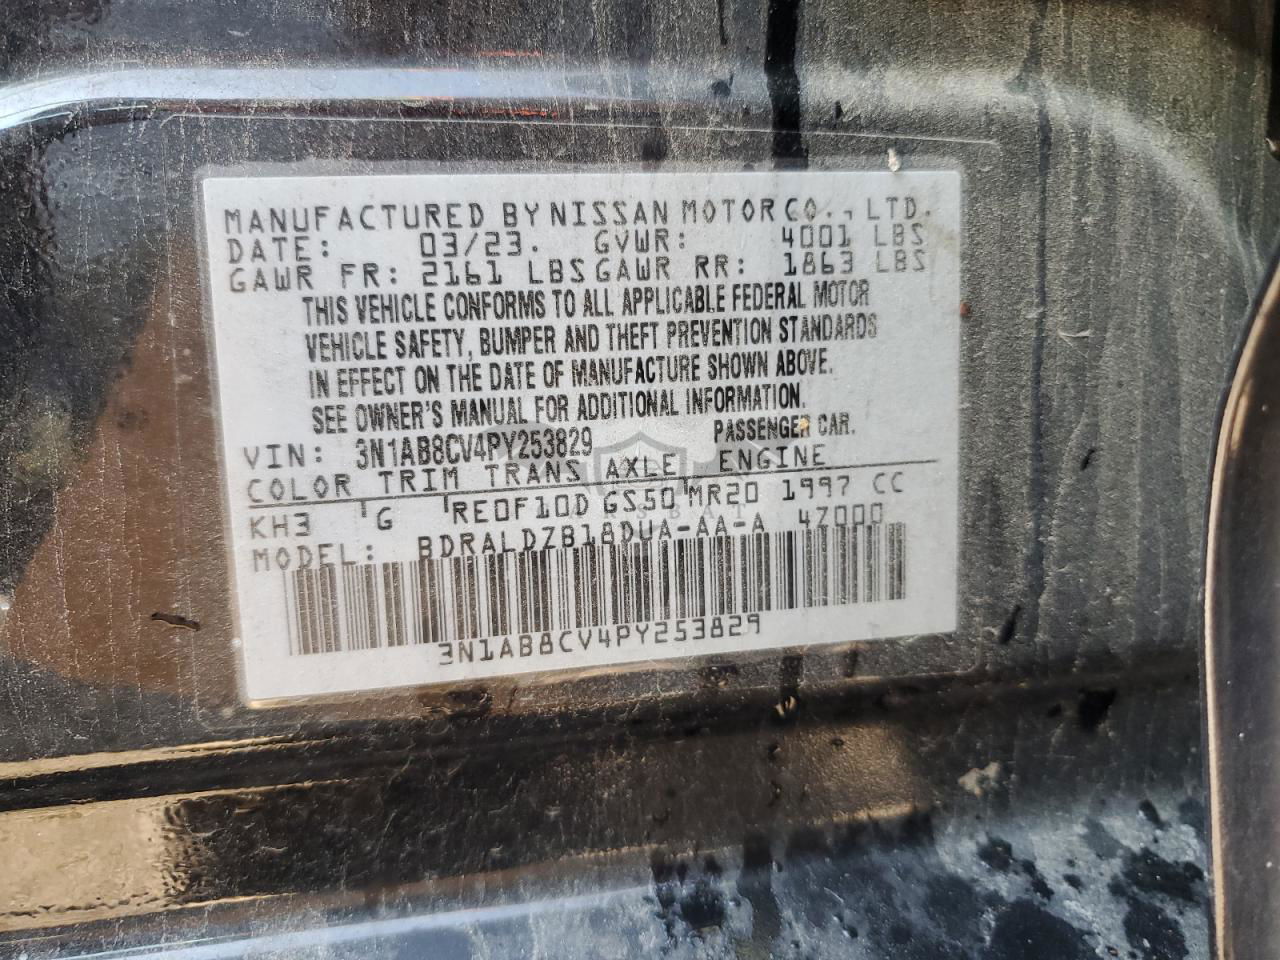 MANUFACTURED BY NISSAN MOTOR CO., LTD.
DATE: 03/23. GVWR: 4001 LBS
GAWR FR: 2161 LBS GAWR RR: 1863 LBS
THIS VEHICLE CONFORMS TO ALL APPLICABLE FEDERAL MOTOR
VEHICLE SAFETY, BUMPER AND THEFT PREVENTION STANDARDS
IN EFFECT ON THE DATE OF MANUFACTURE SHOWN ABOVE.
SEE OWNER'S MANUAL FOR ADDITIONAL INFORMATION.
VIN: 3N1AB8CV4PY253829 PASSENGER CAR.
COLOR TRIM TRANS AXLE ENGINE
KH3 G RE0F10D GS50 MR20 1997 CC
MODEL: BDRALDZB18DUA-AA-A 47000
3N1AB8CV4PY253829